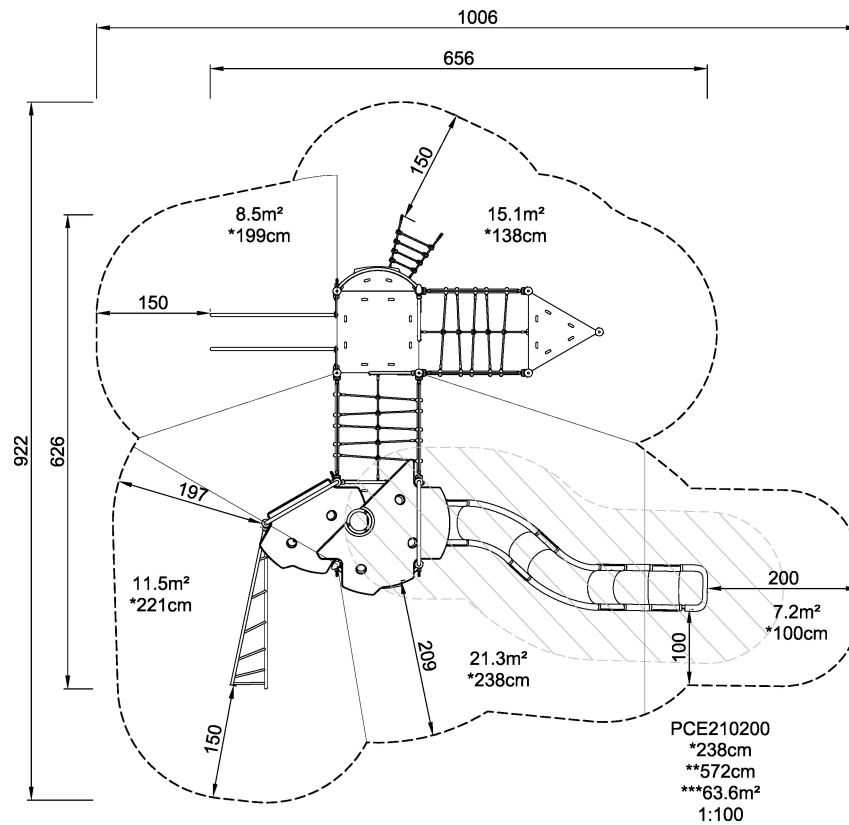 1006
656
150
8.5m²
*199cm
15.1m²
*138cm
150
922
626
197
11.5m²
*221cm
200
7.2m²
*100cm
100
209
21.3m²
*238cm
150
PCE210200
*238cm
**572cm
***63.6m²
1:100